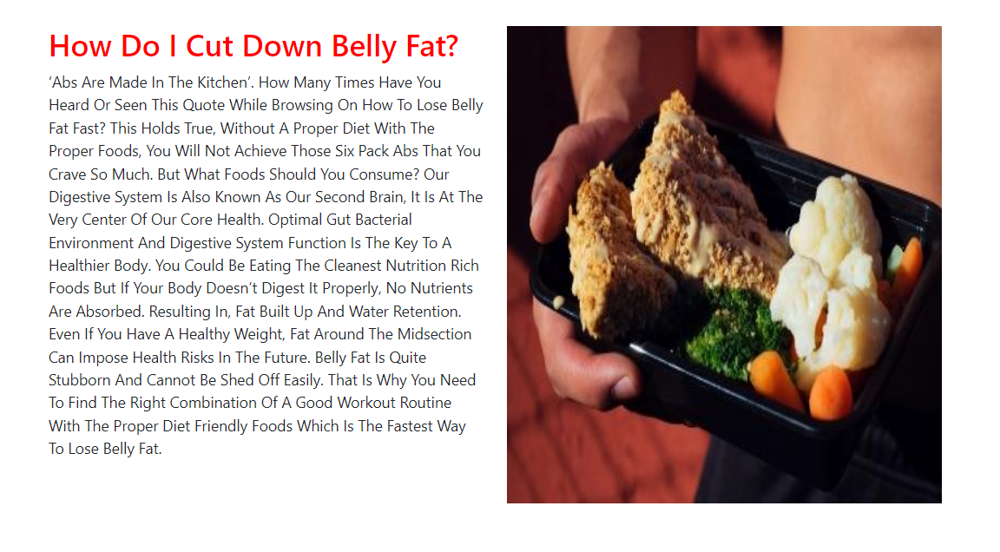 How Do I Cut Down Belly Fat?
‘Abs Are Made In The Kitchen’. How Many Times Have You
Heard Or Seen This Quote While Browsing On How To Lose Belly
Fat Fast? This Holds True, Without A Proper Diet With The
Proper Foods, You Will Not Achieve Those Six Pack Abs That You
Crave So Much. But What Foods Should You Consume? Our
Digestive System Is Also Known As Our Second Brain, It Is At The
Very Center Of Our Core Health. Optimal Gut Bacterial
Environment And Digestive System Function Is The Key To A
Healthier Body. You Could Be Eating The Cleanest Nutrition Rich
Foods But If Your Body Doesn’t Digest It Properly, No Nutrients
Are Absorbed. Resulting In, Fat Built Up And Water Retention.
Even If You Have A Healthy Weight, Fat Around The Midsection
Can Impose Health Risks In The Future. Belly Fat Is Quite
Stubborn And Cannot Be Shed Off Easily. That Is Why You Need
To Find The Right Combination Of A Good Workout Routine
With The Proper Diet Friendly Foods Which Is The Fastest Way
To Lose Belly Fat.